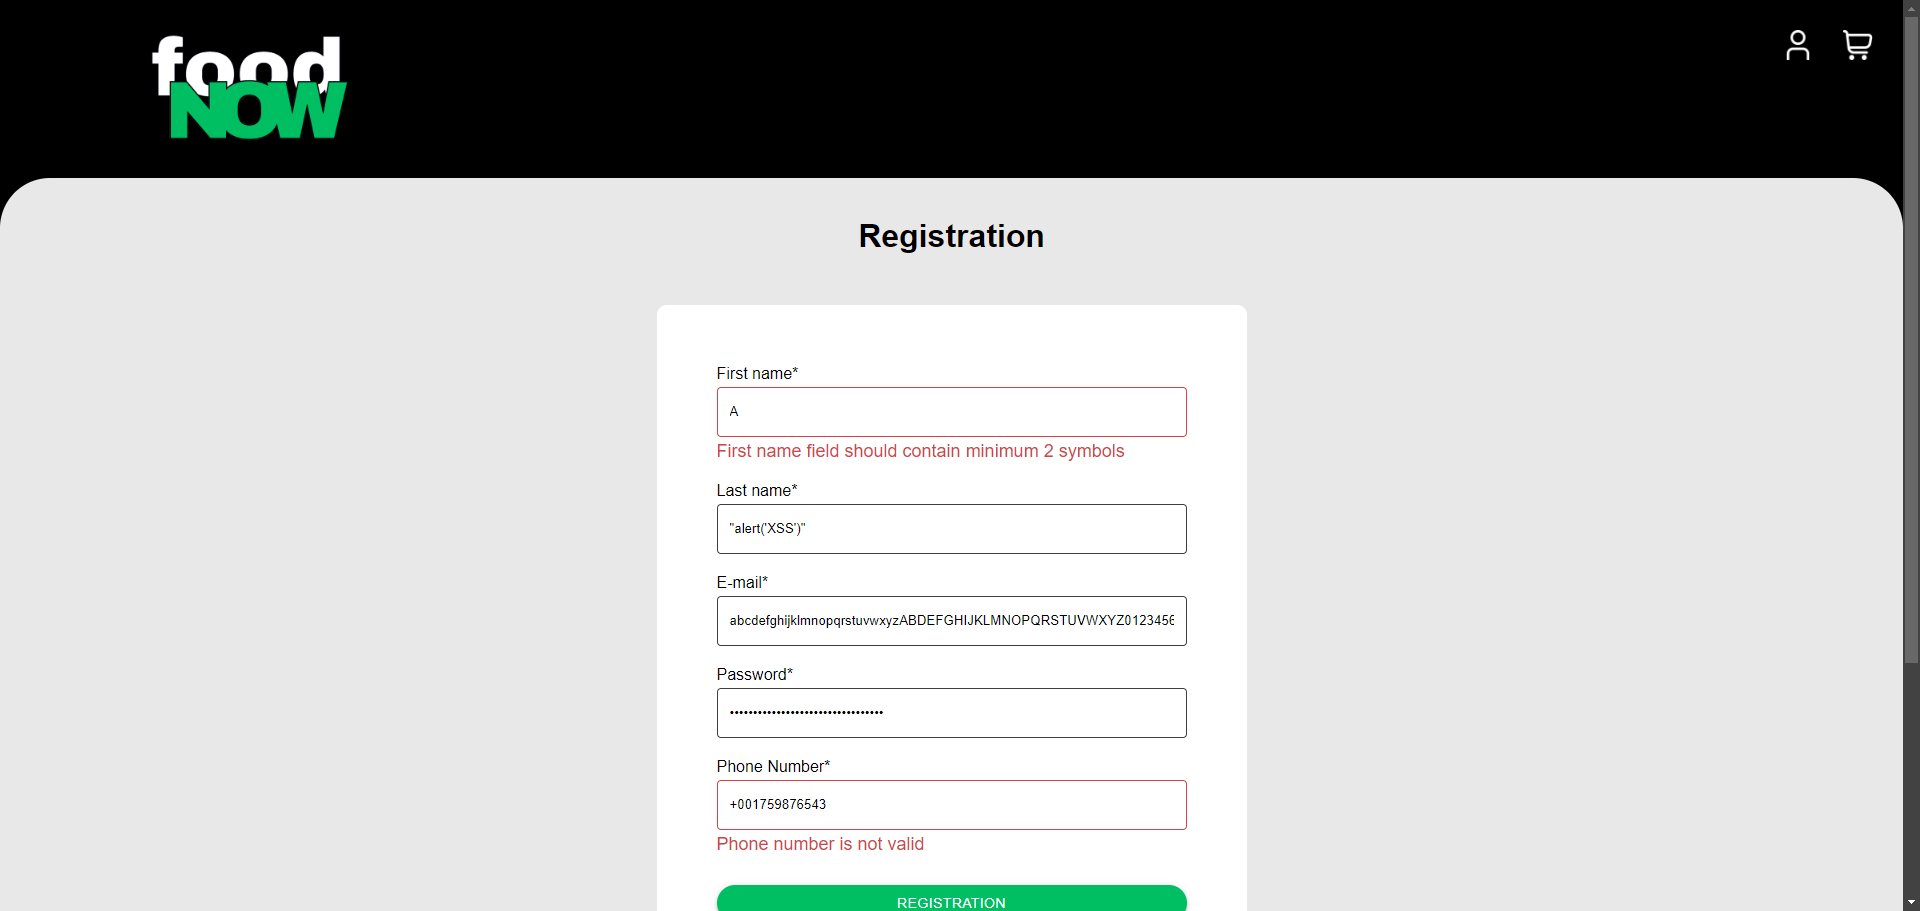 food
NOW
Registration
First name*
A
First name field should contain minimum 2 symbols
Last name*
"alert('XSS')"
E-mail*
abcdefghijklmnopqrstuvwxyzABDEFGHIJKLMNOPQRSTUVWXYZ0123456
Password*
Phone Number*
+001759876543
Phone number is not valid
REGISTRATION